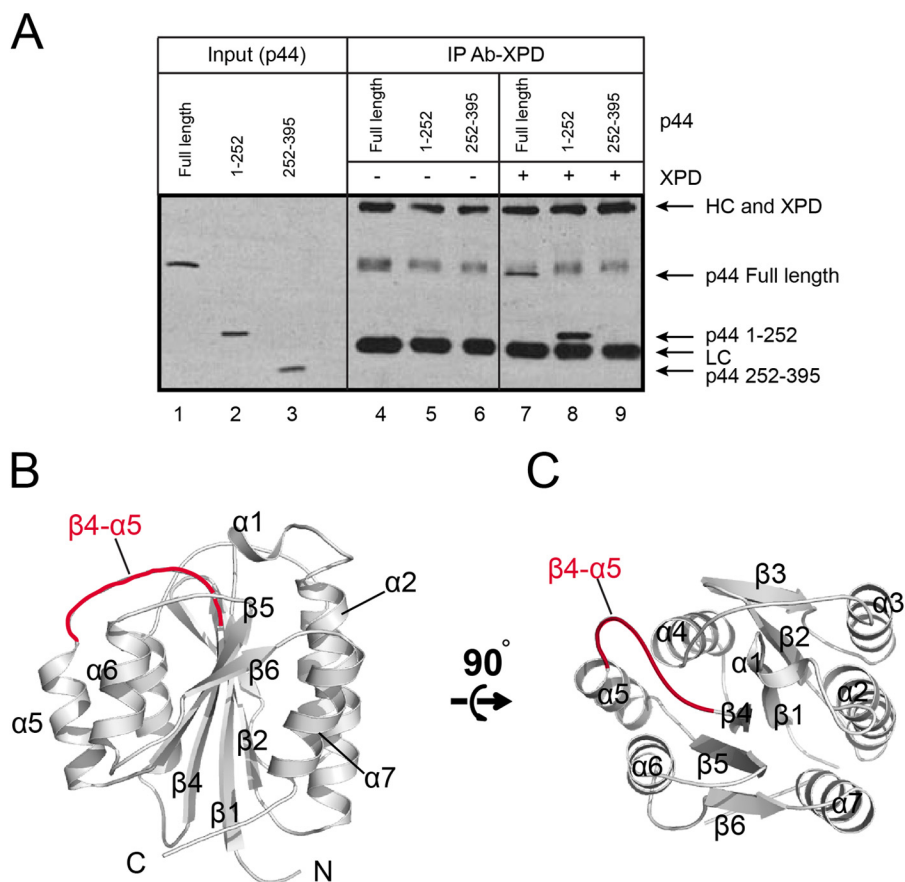 A
Input (p44)
IP Ab-XPD
Full length
1-252
252-395
Full length
1-252
252-395
Full length
1-252
252-395
p44
- - - + + + XPD
HC and XPD
p44 Full length
p44 1-252
LC
p44 252-395
1 2 3 4 5 6 7 8 9
B
β4-α5
α1
α2
β5
α6
β6
α5
β2
β4
α7
β1
C
N
90°
C
β4-α5
β3
α3
α4
β2
α1
α5
α2
β4
β1
β5
α6
α7
β6